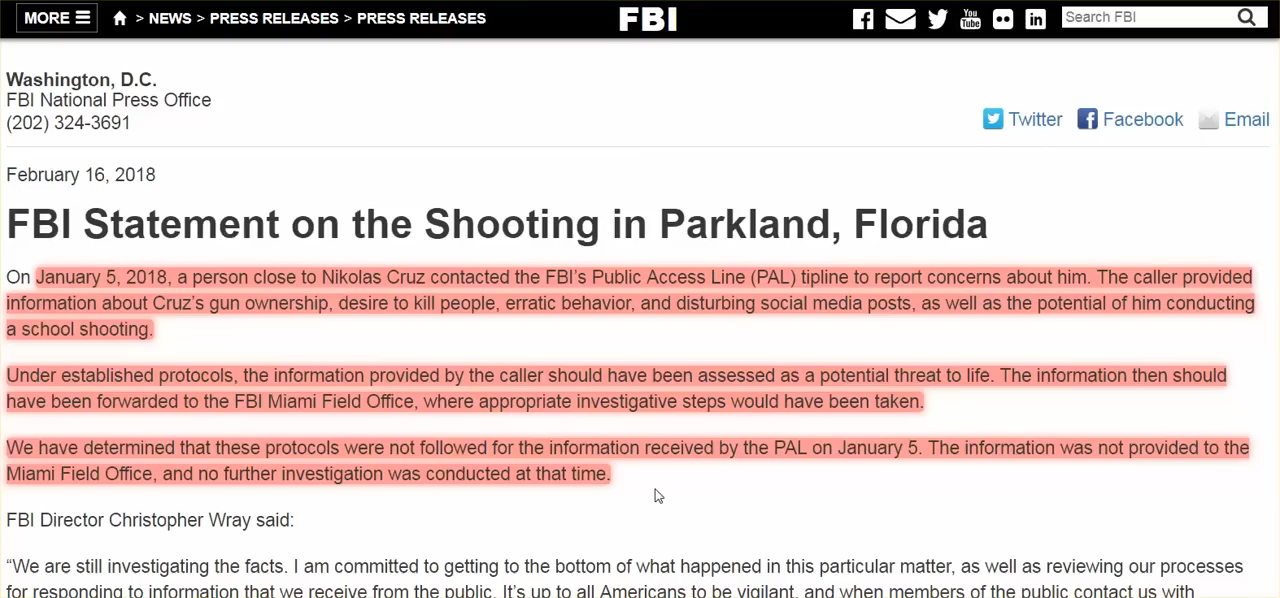 MORE > NEWS > PRESS RELEASES > PRESS RELEASES FBI You Tube in Search FBI
Washington, D.C.
FBI National Press Office
(202) 324-3691
Twitter Facebook Email
February 16, 2018
FBI Statement on the Shooting in Parkland, Florida
On January 5, 2018, a person close to Nikolas Cruz contacted the FBI’s Public Access Line (PAL) tipline to report concerns about him. The caller provided
information about Cruz’s gun ownership, desire to kill people, erratic behavior, and disturbing social media posts, as well as the potential of him conducting
a school shooting.
Under established protocols, the information provided by the caller should have been assessed as a potential threat to life. The information then should
have been forwarded to the FBI Miami Field Office, where appropriate investigative steps would have been taken.
We have determined that these protocols were not followed for the information received by the PAL on January 5. The information was not provided to the
Miami Field Office, and no further investigation was conducted at that time.
FBI Director Christopher Wray said:
“We are still investigating the facts. I am committed to getting to the bottom of what happened in this particular matter, as well as reviewing our processes
for responding to information that we receive from the public. It’s up to all Americans to be vigilant, and when members of the public contact us with